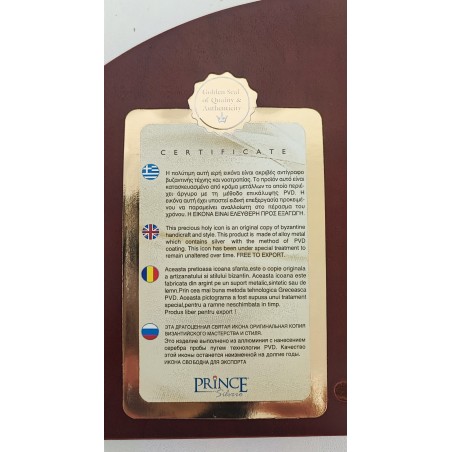 Golden Seal
of Quality &
Authenticity
CERTIFICATE
Η πολύτιμη αυτή ιερή εικόνα είναι ακριβές αντίγραφο
βυζαντινής τέχνης και νοοτροπίας. Το προϊόν αυτό είναι
κατασκευασμένο από κράμα μετάλλων το οποίο περιέ-
χει άργυρο με τη μέθοδο επικάλυψης PVD. Η
εικόνα αυτή έχει υποστεί ειδική επεξεργασία προκειμέ-
νου να παραμείνει αναλλοίωτη στο πέρασμα του
χρόνου. Η ΕΙΚΟΝΑ ΕΙΝΑΙ ΕΛΕΥΘΕΡΗ ΠΡΟΣ ΕΞΑΓΩΓΗ.
This precious holy icon is an original copy of byzantine
handicraft and style. This product is made of alloy metal
which contains silver with the method of PVD
coating. This icon has been under special treatment to
remain unaltered over time. FREE TO EXPORT.
Aceasta pretioasa icoana sfanta,este o copie originala
a artizanatului si stilului bizantin. Aceasta icoana este
fabricata din argint pe un suport metalic,sintetic sau de
lemn. Prin cea mai buna metoda tehnologica Greceasca
PVD. Aceasta pictograma a fost supusa unui tratament
special,pentru a ramane neschimbata in timp.
Produs liber pentru export !
ЭТА ДРАГОЦЕННАЯ СВЯТАЯ ИКОНА ОРИГИНАЛЬНАЯ КОПИЯ
ВИЗАНТИЙСКОГО МАСТЕРСТВА И СТИЛЯ.
Это изделие выполнено из аллюминия с нанесением
серебра пробы путем технологии PVD. Качество
этой иконы останется неизменной на долгие годы.
ИКОНА СВОБОДНА ДЛЯ ЭКСПОРТА
PRINCE
Silvero